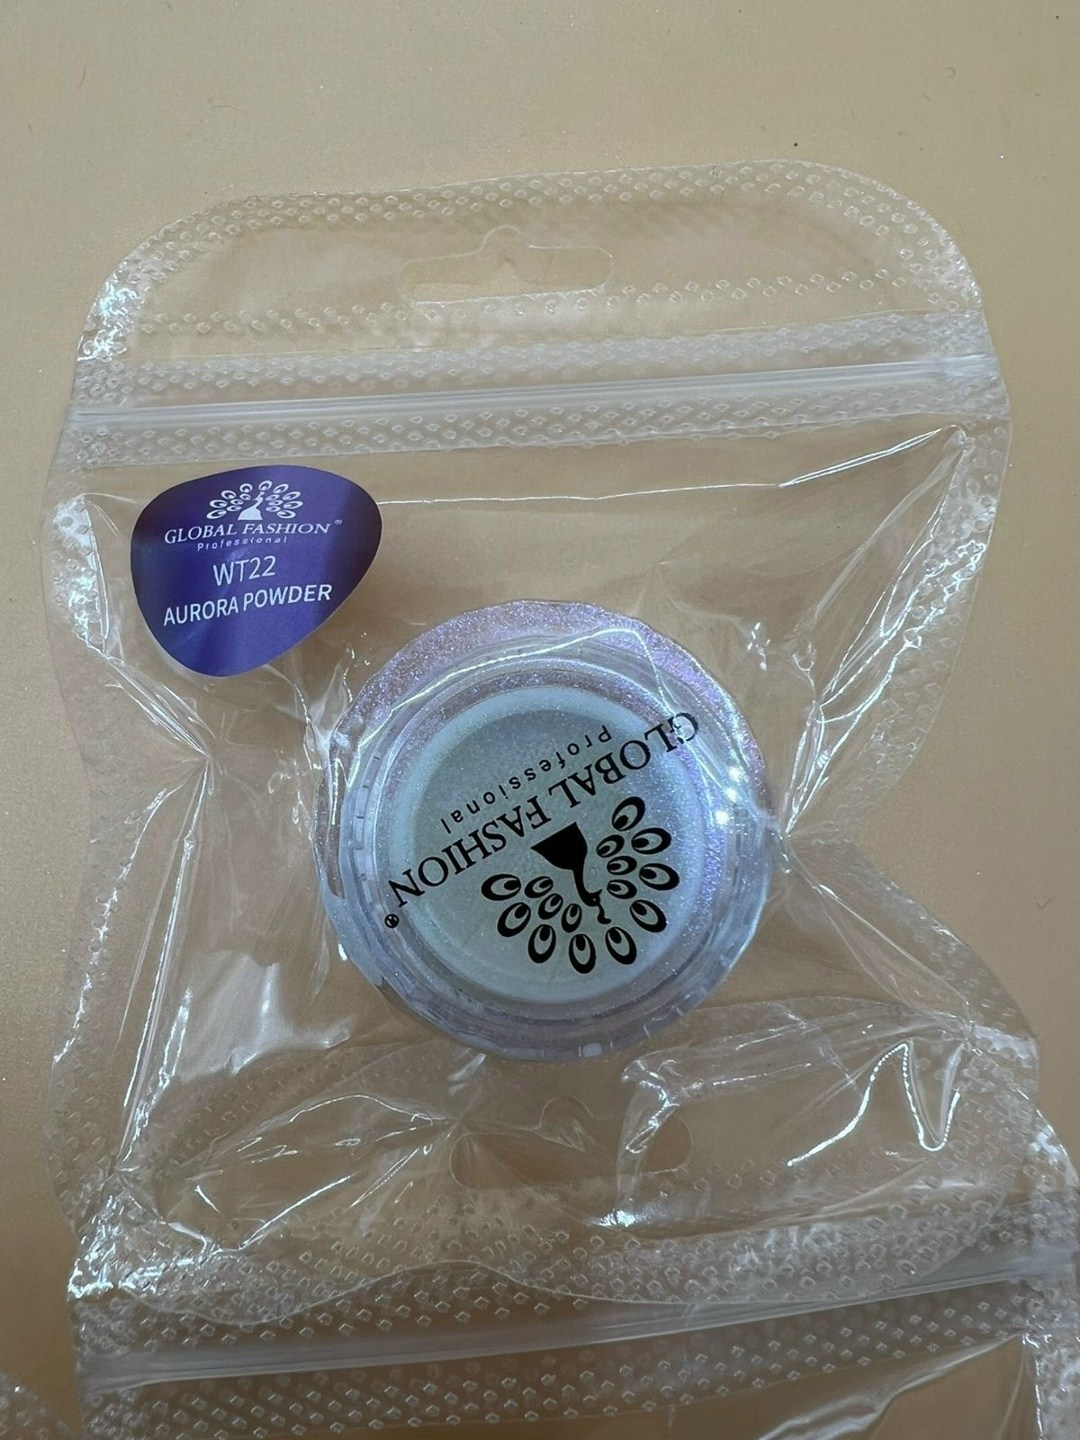 GLOBAL FASHION ®
Professional
WT22
AURORA POWDER
GLOBAL FASHION ®
Professional